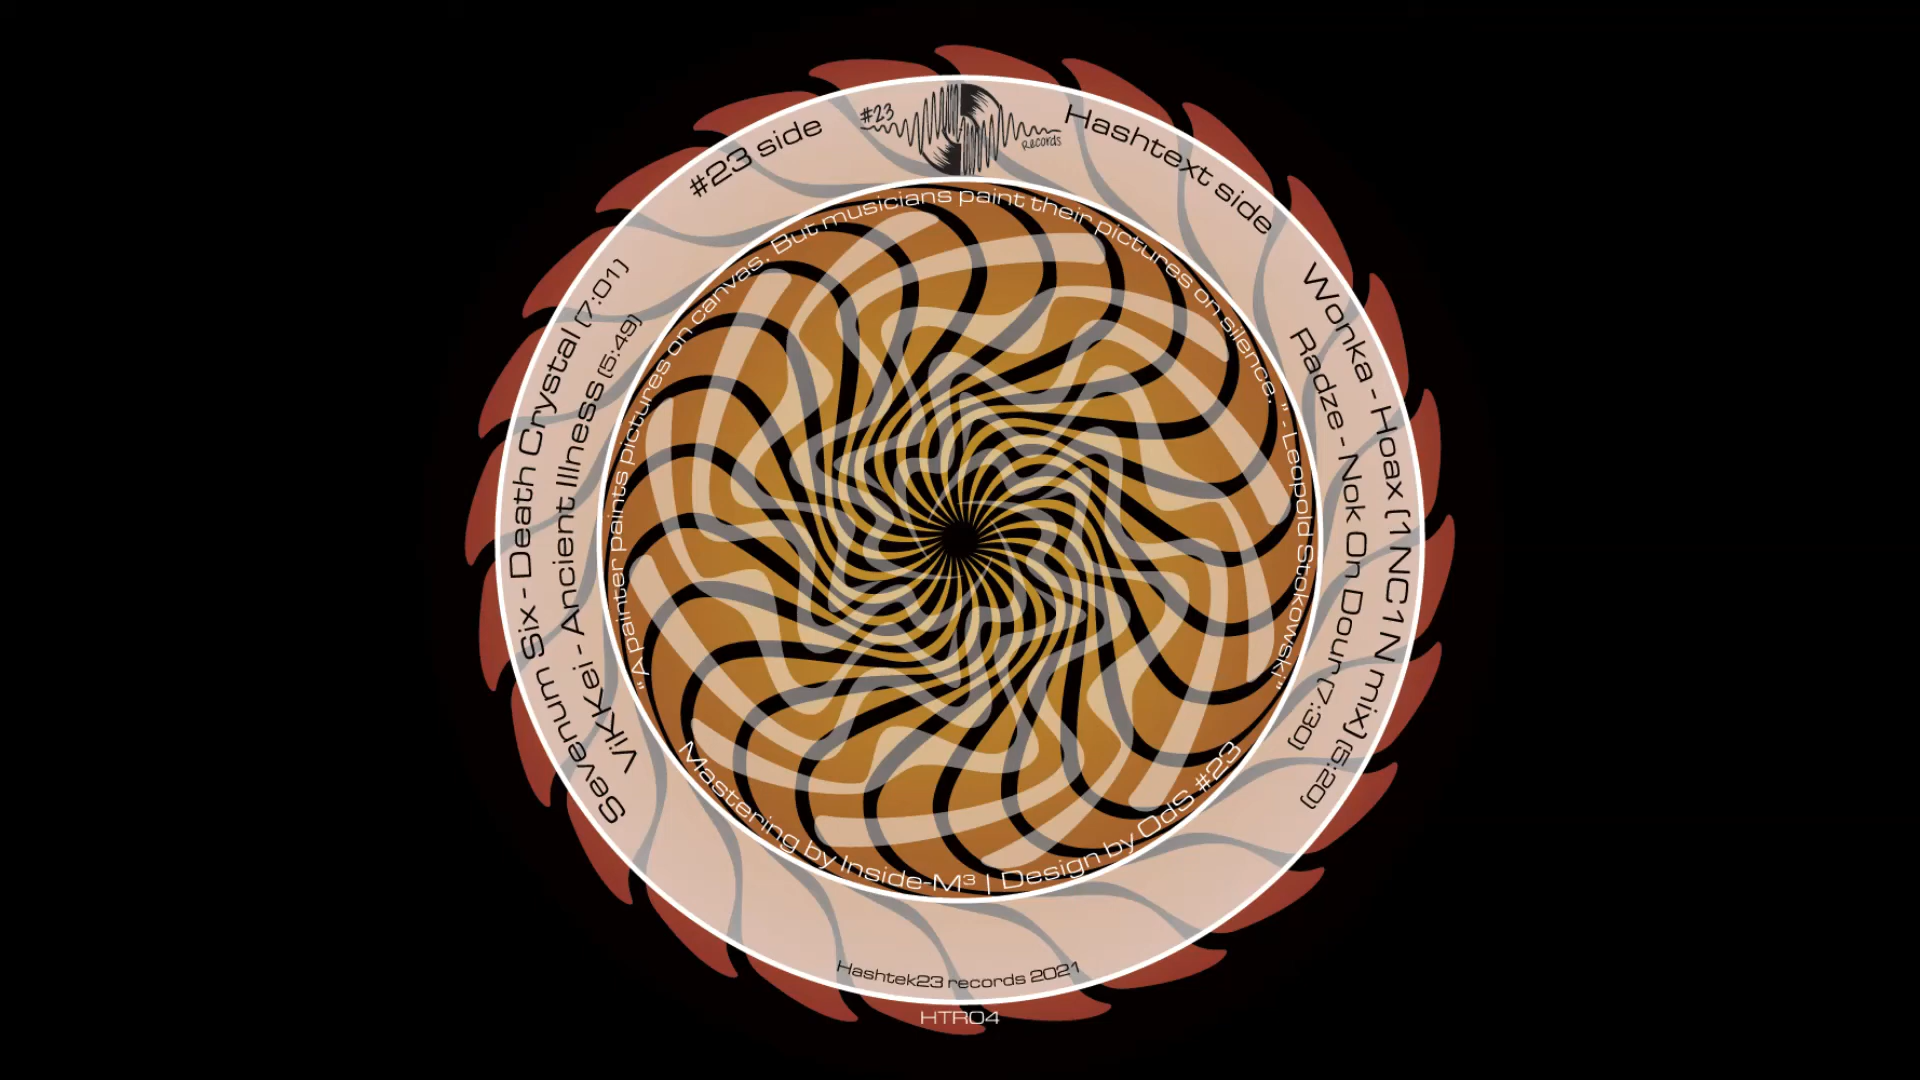 #23
Records
#23 side
Sevenum Six - Death Crystal (7:01)
ViKKei - Ancient Illness (5:49)
Hashtext side
Wonka - Hoax (1NC1N mix) (5:20)
Radze - Nok On Dour (7:30)
"A painter paints pictures on canvas. But musicians paint their pictures on silence." - Leopold Stokowski"
Mastering by Inside-M³ | Design by OdS #23
Hashtek23 records 2021
HTR04